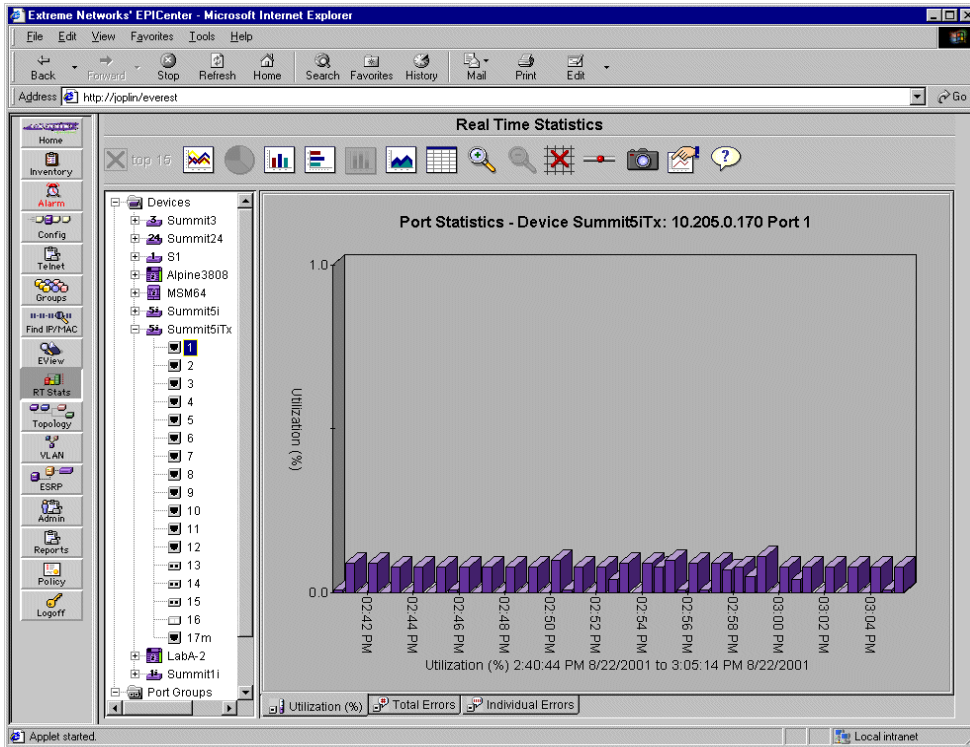 Extreme Networks' EPICenter - Microsoft Internet Explorer
File Edit View Favorites Tools Help
Back Forward Stop Refresh Home Search Favorites History Mail Print Edit
Address http://joplin/everest Go
Real Time Statistics
top 15
Home
Inventory
Alarm
Config
Telnet
Groups
Find IP/MAC
EView
RT Stats
Topology
VLAN
ESRP
Admin
Reports
Policy
Logoff
Devices
3 Summit3
24 Summit24
1 S1
Alpine3808
MSM64
5i Summit5i
5i Summit5iTx
1
2
3
4
5
6
7
8
9
10
11
12
13
14
15
16
17m
LabA-2
1i Summit1i
Port Groups
Port Statistics - Device Summit5iTx: 10.205.0.170 Port 1
1.0
Utilization (%)
0.0
02:42 PM 02:44 PM 02:46 PM 02:48 PM 02:50 PM 02:52 PM 02:54 PM 02:56 PM 02:58 PM 03:00 PM 03:02 PM 03:04 PM
Utilization (%) 2:40:44 PM 8/22/2001 to 3:05:14 PM 8/22/2001
Utilization (%) Total Errors Individual Errors
Applet started. Local intranet